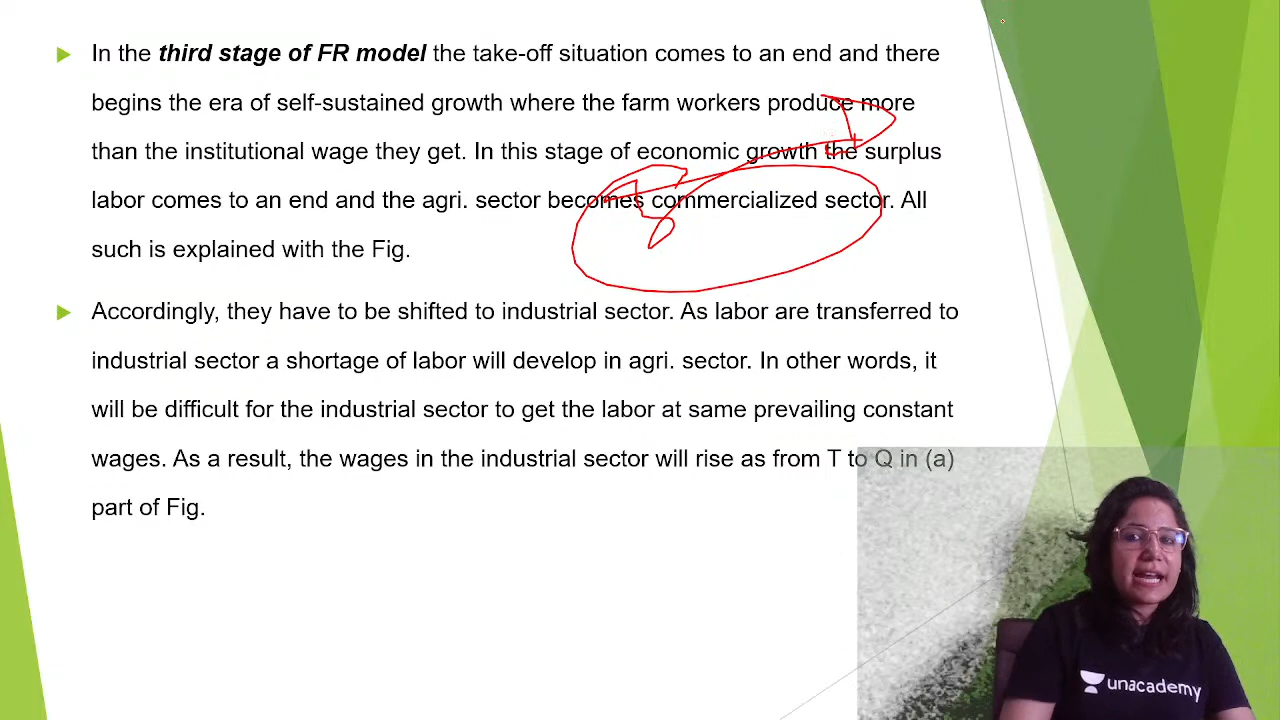 In the third stage of FR model the take-off situation comes to an end and there
begins the era of self-sustained growth where the farm workers produce more
than the institutional wage they get. In this stage of economic growth the surplus
labor comes to an end and the agri. sector becomes commercialized sector. All
such is explained with the Fig.
Accordingly, they have to be shifted to industrial sector. As labor are transferred to
industrial sector a shortage of labor will develop in agri. sector. In other words, it
will be difficult for the industrial sector to get the labor at same prevailing constant
wages. As a result, the wages in the industrial sector will rise as from T to Q in (a)
part of Fig.
unacademy